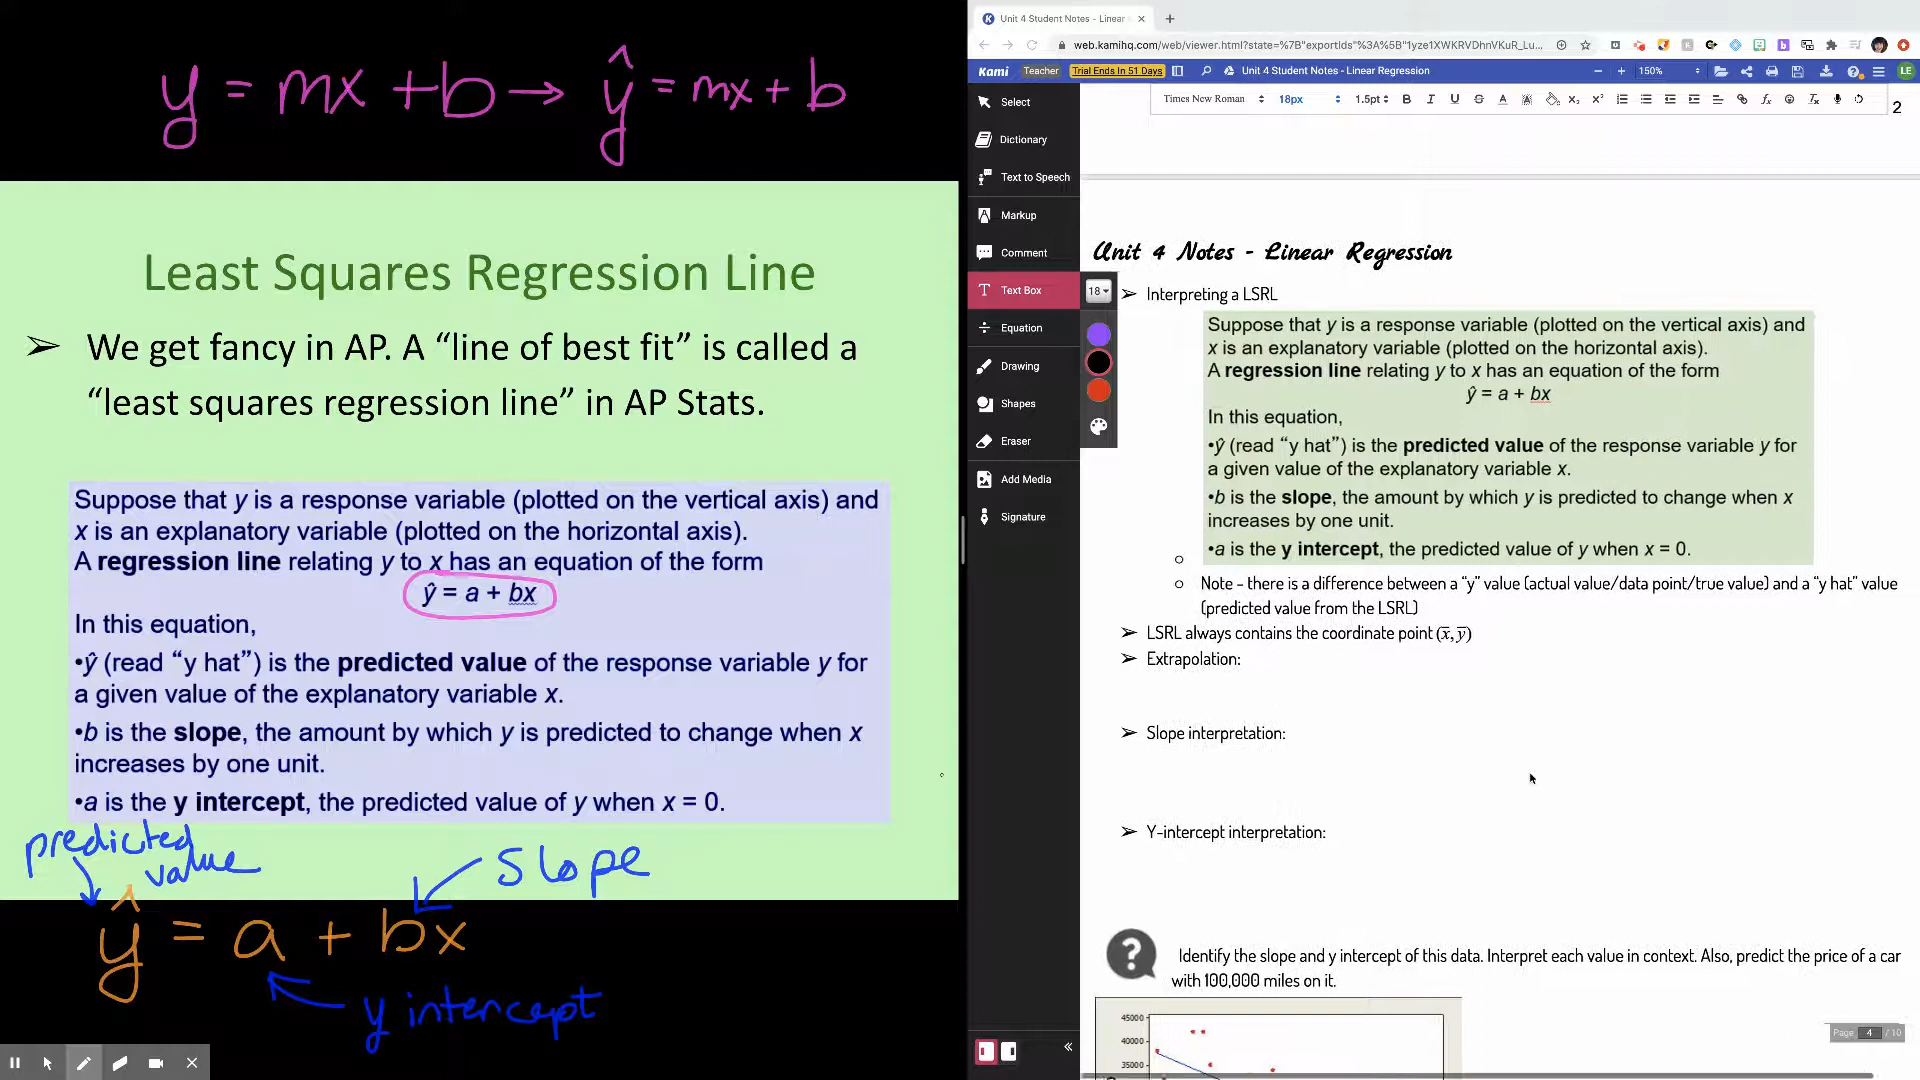 y = mx + b → ŷ = mx + b
Least Squares Regression Line
➢ We get fancy in AP. A “line of best fit” is called a
“least squares regression line” in AP Stats.
Suppose that y is a response variable (plotted on the vertical axis) and
x is an explanatory variable (plotted on the horizontal axis).
A regression line relating y to x has an equation of the form
ŷ = a + bx
In this equation,
•ŷ (read “y hat”) is the predicted value of the response variable y for
a given value of the explanatory variable x.
•b is the slope, the amount by which y is predicted to change when x
increases by one unit.
•a is the y intercept, the predicted value of y when x = 0.
predicted
value
slope
ŷ = a + bx
y intercept
Unit 4 Student Notes - Linear
web.kamihq.com/web/viewer.html?state=%7B"exportIds"%3A%5B"1yze1XWKRVDhnVKuR_Lu...
Kami
Teacher
Trial Ends In 51 Days
Unit 4 Student Notes - Linear Regression
150%
LE
Times New Roman
18px
1.5pt
2
Select
Dictionary
Text to Speech
Markup
Comment
Text Box
Equation
Drawing
Shapes
Eraser
Add Media
Signature
18
Unit 4 Notes - Linear Regression
➢ Interpreting a LSRL
Suppose that y is a response variable (plotted on the vertical axis) and
x is an explanatory variable (plotted on the horizontal axis).
A regression line relating y to x has an equation of the form
ŷ = a + bx
In this equation,
•ŷ (read “y hat”) is the predicted value of the response variable y for
a given value of the explanatory variable x.
•b is the slope, the amount by which y is predicted to change when x
increases by one unit.
•a is the y intercept, the predicted value of y when x = 0.
○ Note – there is a difference between a “y” value (actual value/data point/true value) and a “y hat” value
(predicted value from the LSRL)
➢ LSRL always contains the coordinate point (x̅, y̅)
➢ Extrapolation:
➢ Slope interpretation:
➢ Y-intercept interpretation:
? Identify the slope and y intercept of this data. Interpret each value in context. Also, predict the price of a car
with 100,000 miles on it.
45000
40000
35000
Page 4 / 10